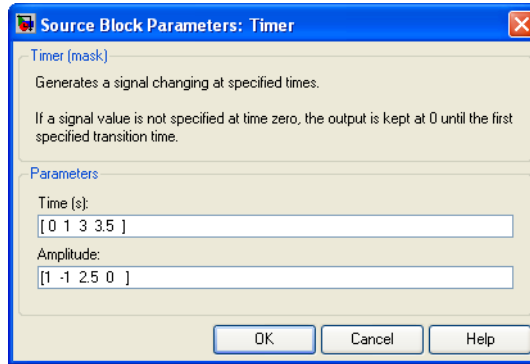 Source Block Parameters: Timer
Timer (mask)
Generates a signal changing at specified times.
If a signal value is not specified at time zero, the output is kept at 0 until the first
specified transition time.
Parameters
Time (s):
[ 0 1 3 3.5 ]
Amplitude:
[1 -1 2.5 0 ]
OK
Cancel
Help